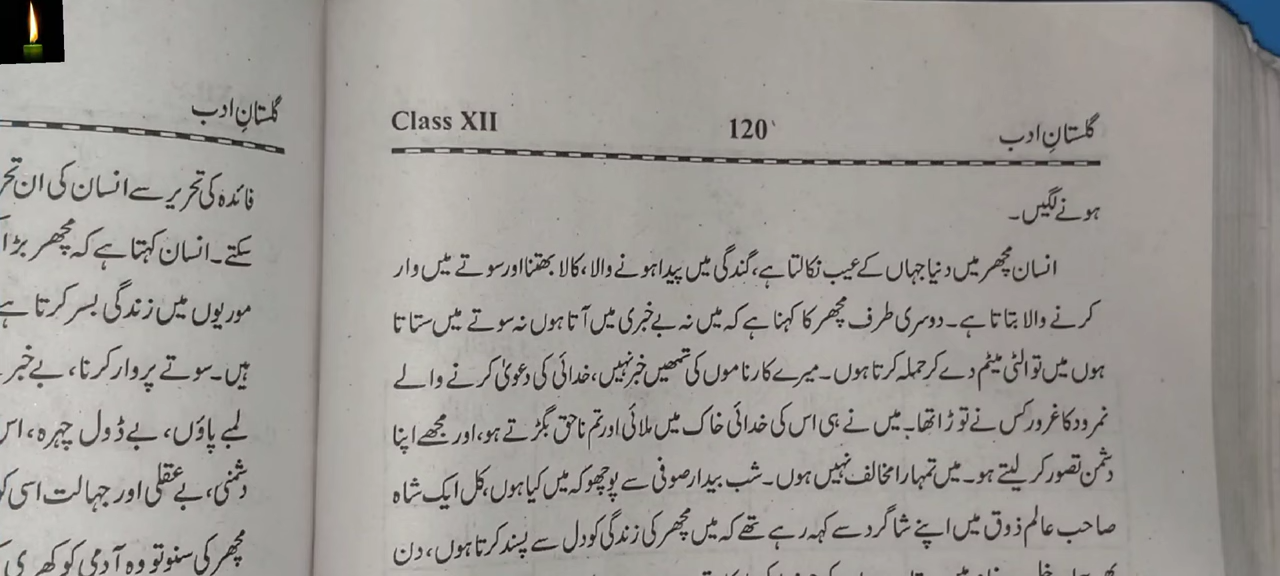 گلستانِ ادب
فائدہ کی تحریر سے انسان کی ان
سکتے۔ انسان کہتا ہے کہ مچھر بڑا
موریوں میں زندگی بسر کرتا ہے
ہیں۔ سوتے پر وار کرنا، بے خبر
لمبے پاؤں، بے ڈول چہرہ، اس
دشمنی، بے عقلی اور جہالت اسی کو
مچھر کی سنو تو وہ آدمی کو کھری
Class XII 120 گلستانِ ادب
ہونے لگیں۔
انسان مچھر میں دنیا جہاں کے عیب نکالتا ہے، گندگی میں پیدا ہونے والا، کالا بھتنا اور سوتے میں وار
کرنے والا بتاتا ہے۔ دوسری طرف مچھر کا کہنا ہے کہ میں نہ بے خبری میں آتا ہوں نہ سوتے میں ستاتا
ہوں میں تو الٹی میٹم دے کر حملہ کرتا ہوں۔ میرے کارناموں کی تمھیں خبر نہیں، خدائی کی دعویٰ کرنے والے
نمرود کا غرور کس نے توڑا تھا۔ میں نے ہی اس کی خدائی خاک میں ملائی اور تم ناحق بگڑتے ہو، اور مجھے اپنا
دشمن تصور کر لیتے ہو۔ میں تمہارا مخالف نہیں ہوں۔ شب بیدار صوفی سے پوچھو کہ میں کیا ہوں، کل ایک شاہ
صاحب عالم ذوق میں اپنے شاگرد سے کہہ رہے تھے کہ میں مچھر کی زندگی کو دل سے پسند کرتا ہوں، دن